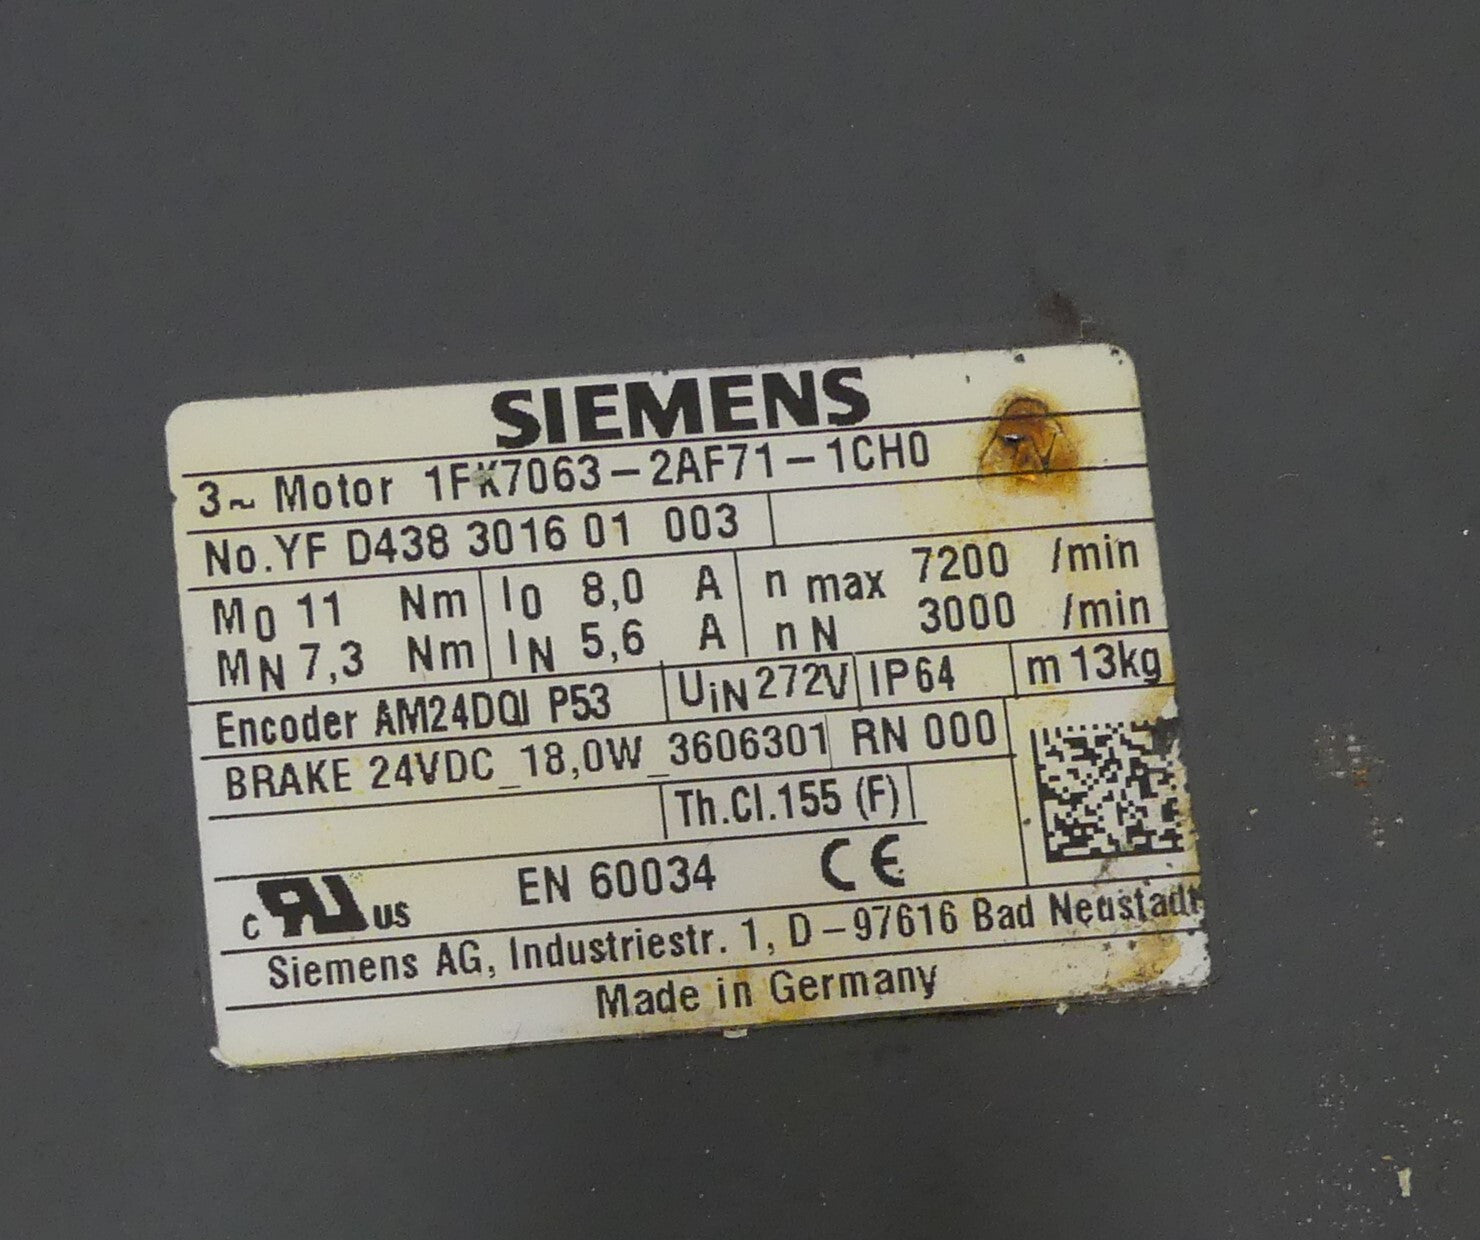 SIEMENS
3~ Motor 1FK7063-2AF71-1CH0
No.YF D438 3016 01 003
M0 11 Nm I0 8,0 A n max 7200 /min
MN 7,3 Nm IN 5,6 A nN 3000 /min
Encoder AM24DQI P53 UiN 272V IP64 m 13kg
BRAKE 24VDC_18,0W_3606301 RN 000
Th.Cl.155 (F)
c RU US EN 60034 CE
Siemens AG, Industriestr. 1, D-97616 Bad Neustadt
Made in Germany